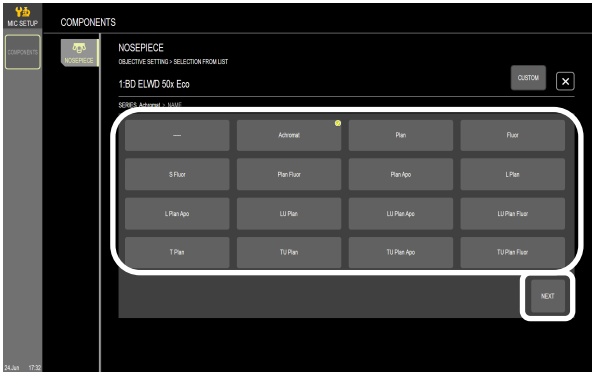 MIC SETUP
COMPONENTS
COMPONENTS
NOSEPIECE
NOSEPIECE
OBJECTIVE SETTING > SELECTION FROM LIST
1:BD ELWD 50x Eco
CUSTOM
SERIES: Achromat > NAME
---- Achromat Plan Fluor
S Fluor Plan Fluor Plan Apo L Plan
L Plan Apo LU Plan LU Plan Apo LU Plan Fluor
T Plan TU Plan TU Plan Apo TU Plan Fluor
NEXT
24.Jun 17:32